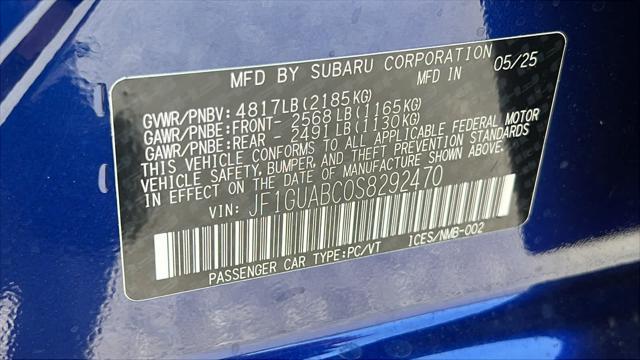 MFD BY SUBARU CORPORATION
MFD IN 05/25
GVWR/PNBV: 4817LB(2185KG)
GAWR/PNBE:FRONT- 2568LB(1165KG)
GAWR/PNBE:REAR - 2491LB(1130KG)
THIS VEHICLE CONFORMS TO ALL APPLICABLE FEDERAL MOTOR
VEHICLE SAFETY, BUMPER, AND THEFT PREVENTION STANDARDS
IN EFFECT ON THE DATE OF MANUFACTURE SHOWN ABOVE.
VIN: JF1GUABC0S8292470
PASSENGER CAR TYPE:PC/VT ICES/NMB-002